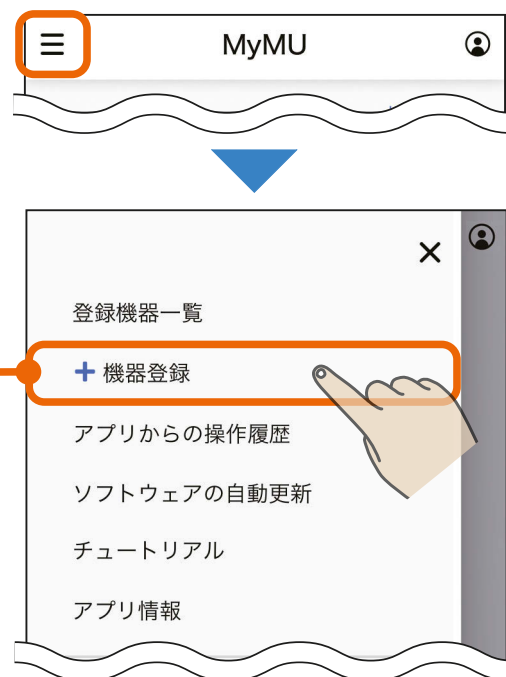 MyMU
登録機器一覧
+ 機器登録
アプリからの操作履歴
ソフトウェアの自動更新
チュートリアル
アプリ情報